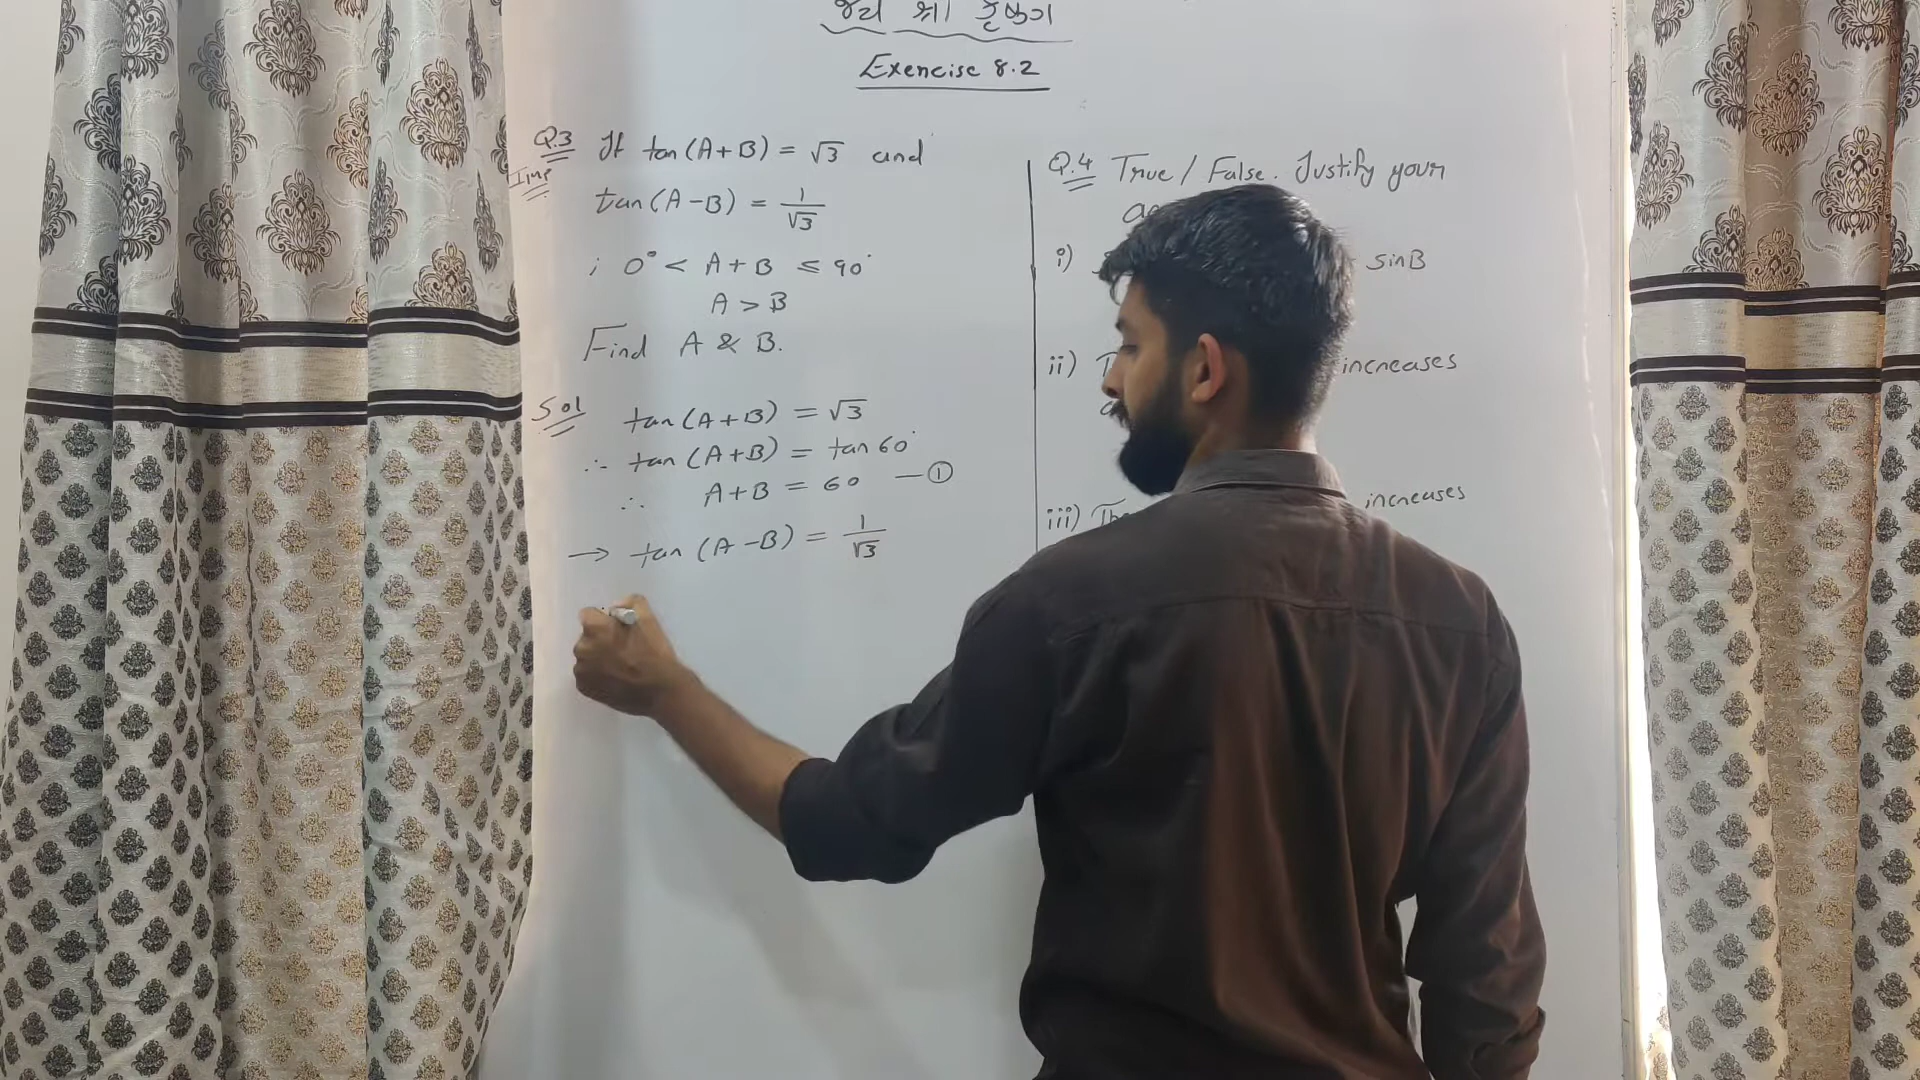 જય શ્રી કૃષ્ણ
Exercise 8.2
Q.3 If tan(A+B) = √3 and
Imp
tan(A-B) = 1/√3
; 0° < A+B ≤ 90°
A > B
Find A & B.
Sol tan(A+B) = √3
∴ tan(A+B) = tan 60°
∴ A+B = 60 —①
→ tan(A-B) = 1/√3
Q.4 True / False. Justify your
i) sinB
ii) increases
iii) increases